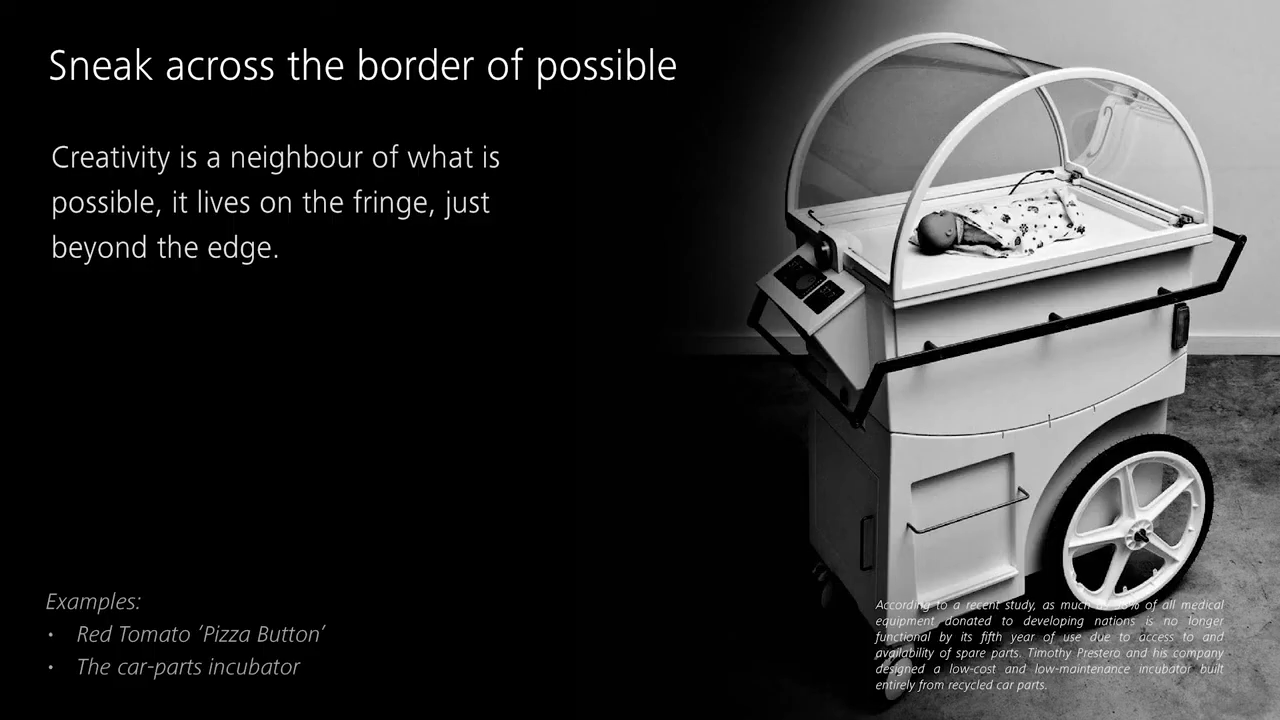 Sneak across the border of possible
Creativity is a neighbour of what is
possible, it lives on the fringe, just
beyond the edge.
Examples:
• Red Tomato ’Pizza Button’
• The car-parts incubator
According to a recent study, as much of all medical
equipment donated to developing nations is no longer
functional by its fifth year of use due to access to and
availability of spare parts. Timothy Prestero and his company
designed a low-cost and low-maintenance incubator built
entirely from recycled car parts.